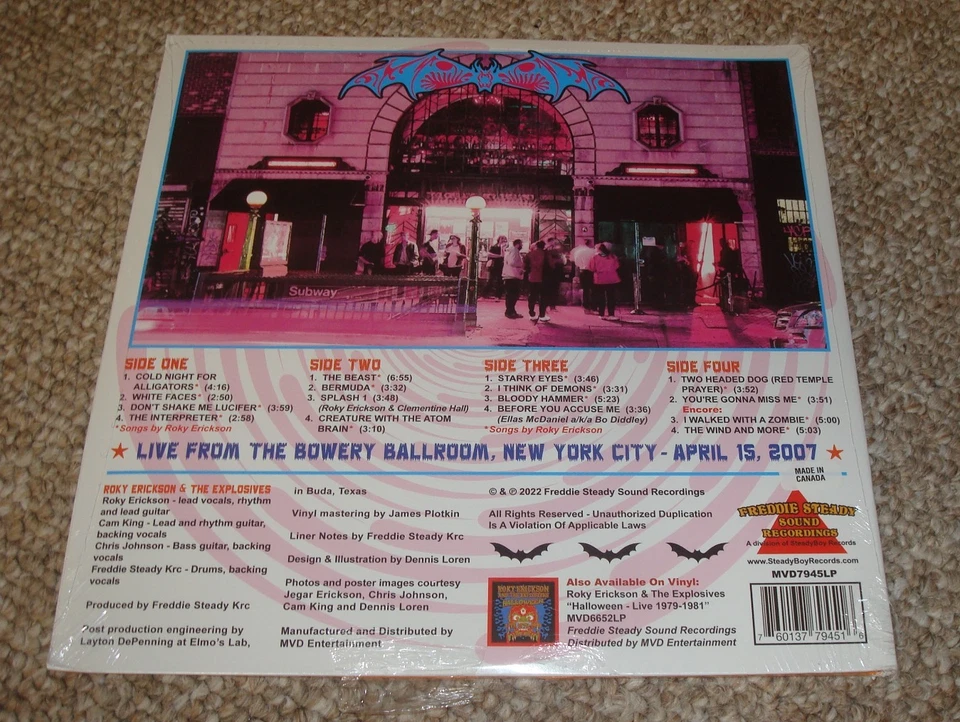 Subway
SIDE ONE
1. COLD NIGHT FOR
ALLIGATORS* (4:16)
2. WHITE FACES* (2:50)
3. DON'T SHAKE ME LUCIFER* (3:59)
4. THE INTERPRETER* (2:58)
*Songs by Roky Erickson
SIDE TWO
1. THE BEAST* (6:55)
2. BERMUDA* (3:32)
3. SPLASH 1 (3:48)
(Roky Erickson & Clementine Hall)
4. CREATURE WITH THE ATOM
BRAIN* (3:10)
SIDE THREE
1. STARRY EYES* (3:46)
2. I THINK OF DEMONS* (3:31)
3. BLOODY HAMMER* (5:23)
4. BEFORE YOU ACCUSE ME (3:36)
(Ellas McDaniel a/k/a Bo Diddley)
*Songs by Roky Erickson
SIDE FOUR
1. TWO HEADED DOG (RED TEMPLE
PRAYER)* (3:52)
2. YOU'RE GONNA MISS ME* (3:51)
Encore:
3. I WALKED WITH A ZOMBIE* (5:00)
4. THE WIND AND MORE* (5:03)
LIVE FROM THE BOWERY BALLROOM, NEW YORK CITY - APRIL 15, 2007
MADE IN
CANADA
ROKY ERICKSON & THE EXPLOSIVES
Roky Erickson - lead vocals, rhythm
and lead guitar
Cam King - Lead and rhythm guitar,
backing vocals
Chris Johnson - Bass guitar, backing
vocals
Freddie Steady Krc - Drums, backing
vocals
Produced by Freddie Steady Krc
Post production engineering by
Layton DePenning at Elmo's Lab,
in Buda, Texas
Vinyl mastering by James Plotkin
Liner Notes by Freddie Steady Krc
Design & Illustration by Dennis Loren
Photos and poster images courtesy
Jegar Erickson, Chris Johnson,
Cam King and Dennis Loren
Manufactured and Distributed by
MVD Entertainment
© & ℗ 2022 Freddie Steady Sound Recordings
All Rights Reserved - Unauthorized Duplication
Is A Violation Of Applicable Laws
ROKY ERICKSON
HALLOWEEN
Also Available On Vinyl:
Roky Erickson & The Explosives
"Halloween - Live 1979-1981"
MVD6652LP
Freddie Steady Sound Recordings
Distributed by MVD Entertainment
FREDDIE STEADY
SOUND
RECORDINGS
A division of SteadyBoy Records
www.SteadyBoyRecords.com
MVD7945LP
7 60137 79451 6